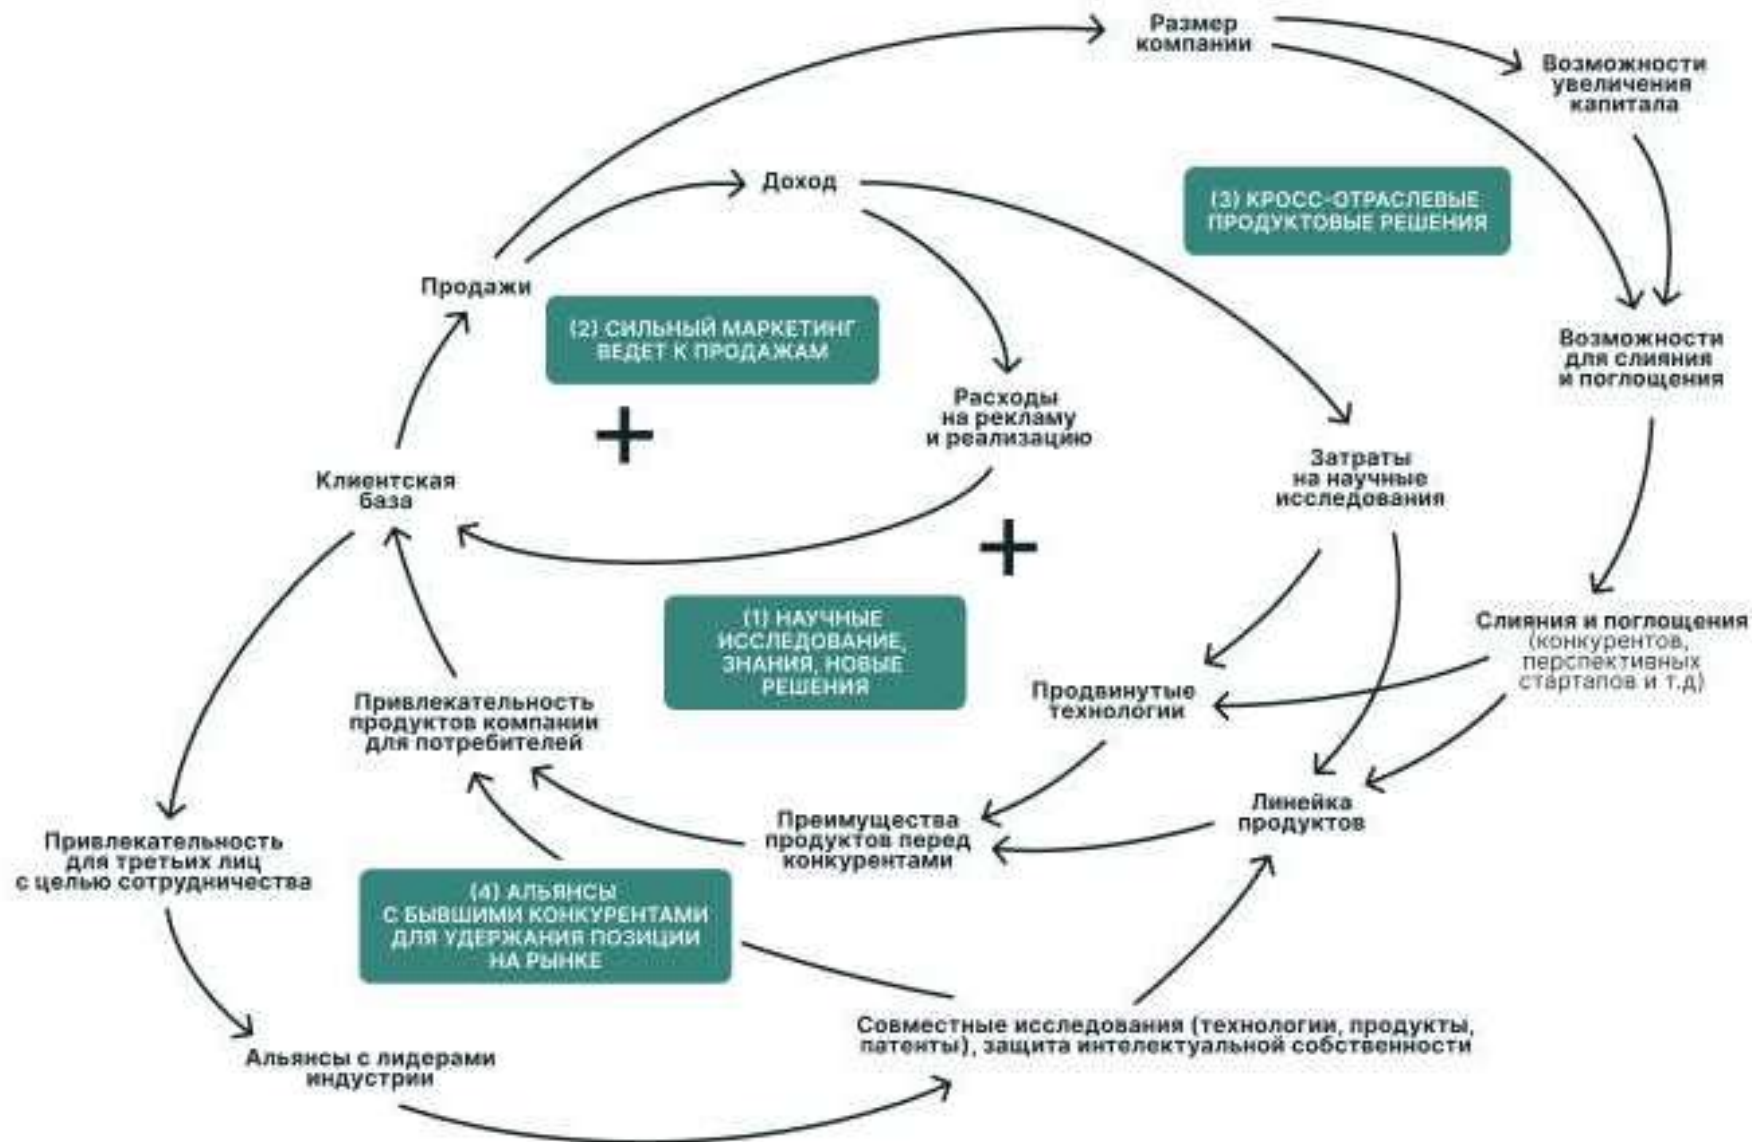 Размер
компании
Возможности
увеличения
капитала
Доход
(3) КРОСС-ОТРАСЛЕВЫЕ
ПРОДУКТОВЫЕ РЕШЕНИЯ
Продажи
(2) СИЛЬНЫЙ МАРКЕТИНГ
ВЕДЕТ К ПРОДАЖАМ
Возможности
для слияния
и поглощения
Расходы
на рекламу
и реализацию
Затраты
на научные
исследования
Клиентская
база
(1) НАУЧНЫЕ
ИССЛЕДОВАНИЕ,
ЗНАНИЯ, НОВЫЕ
РЕШЕНИЯ
Слияния и поглощения
(конкурентов,
перспективных
стартапов и т.д)
Продвинутые
технологии
Привлекательность
продуктов компании
для потребителей
Линейка
продуктов
Преимущества
продуктов перед
конкурентами
Привлекательность
для третьих лиц
с целью сотрудничества
(4) АЛЬЯНСЫ
С БЫВШИМИ КОНКУРЕНТАМИ
ДЛЯ УДЕРЖАНИЯ ПОЗИЦИИ
НА РЫНКЕ
Совместные исследования (технологии, продукты,
патенты), защита интелектуальной собственности
Альянсы с лидерами
индустрии